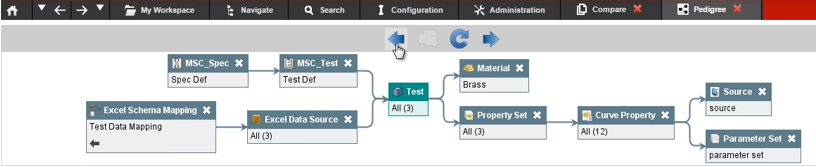 My Workspace Navigate Search Configuration Administration Compare Pedigree
MSC_Spec
Spec Def
MSC_Test
Test Def
Excel Schema Mapping
Test Data Mapping
Excel Data Source
All (3)
Test
All (3)
Material
Brass
Property Set
All (3)
Curve Property
All (12)
Source
source
Parameter Set
parameter set